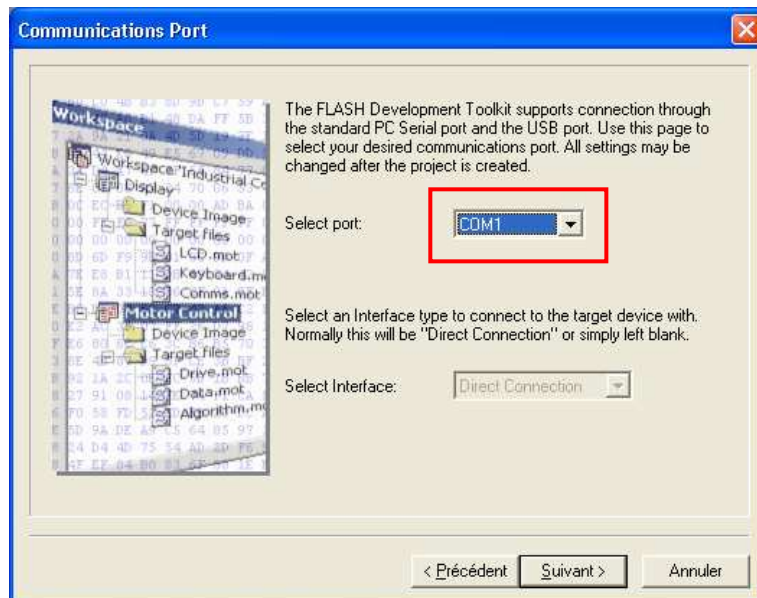 Communications Port
The FLASH Development Toolkit supports connection through
the standard PC Serial port and the USB port. Use this page to
select your desired communications port. All settings may be
changed after the project is created.
Select port:
COM1
Select an Interface type to connect to the target device with.
Normally this will be "Direct Connection" or simply left blank.
Select Interface:
Direct Connection
Workspace
Workspace "Industrial Co
Display
Device Image
Target files
LCD.mot
Keyboard.m
Comms.mot
Motor Control
Device Image
Target files
Drive.mot
Data.mot
Algorithm.mo
< Précédent
Suivant >
Annuler